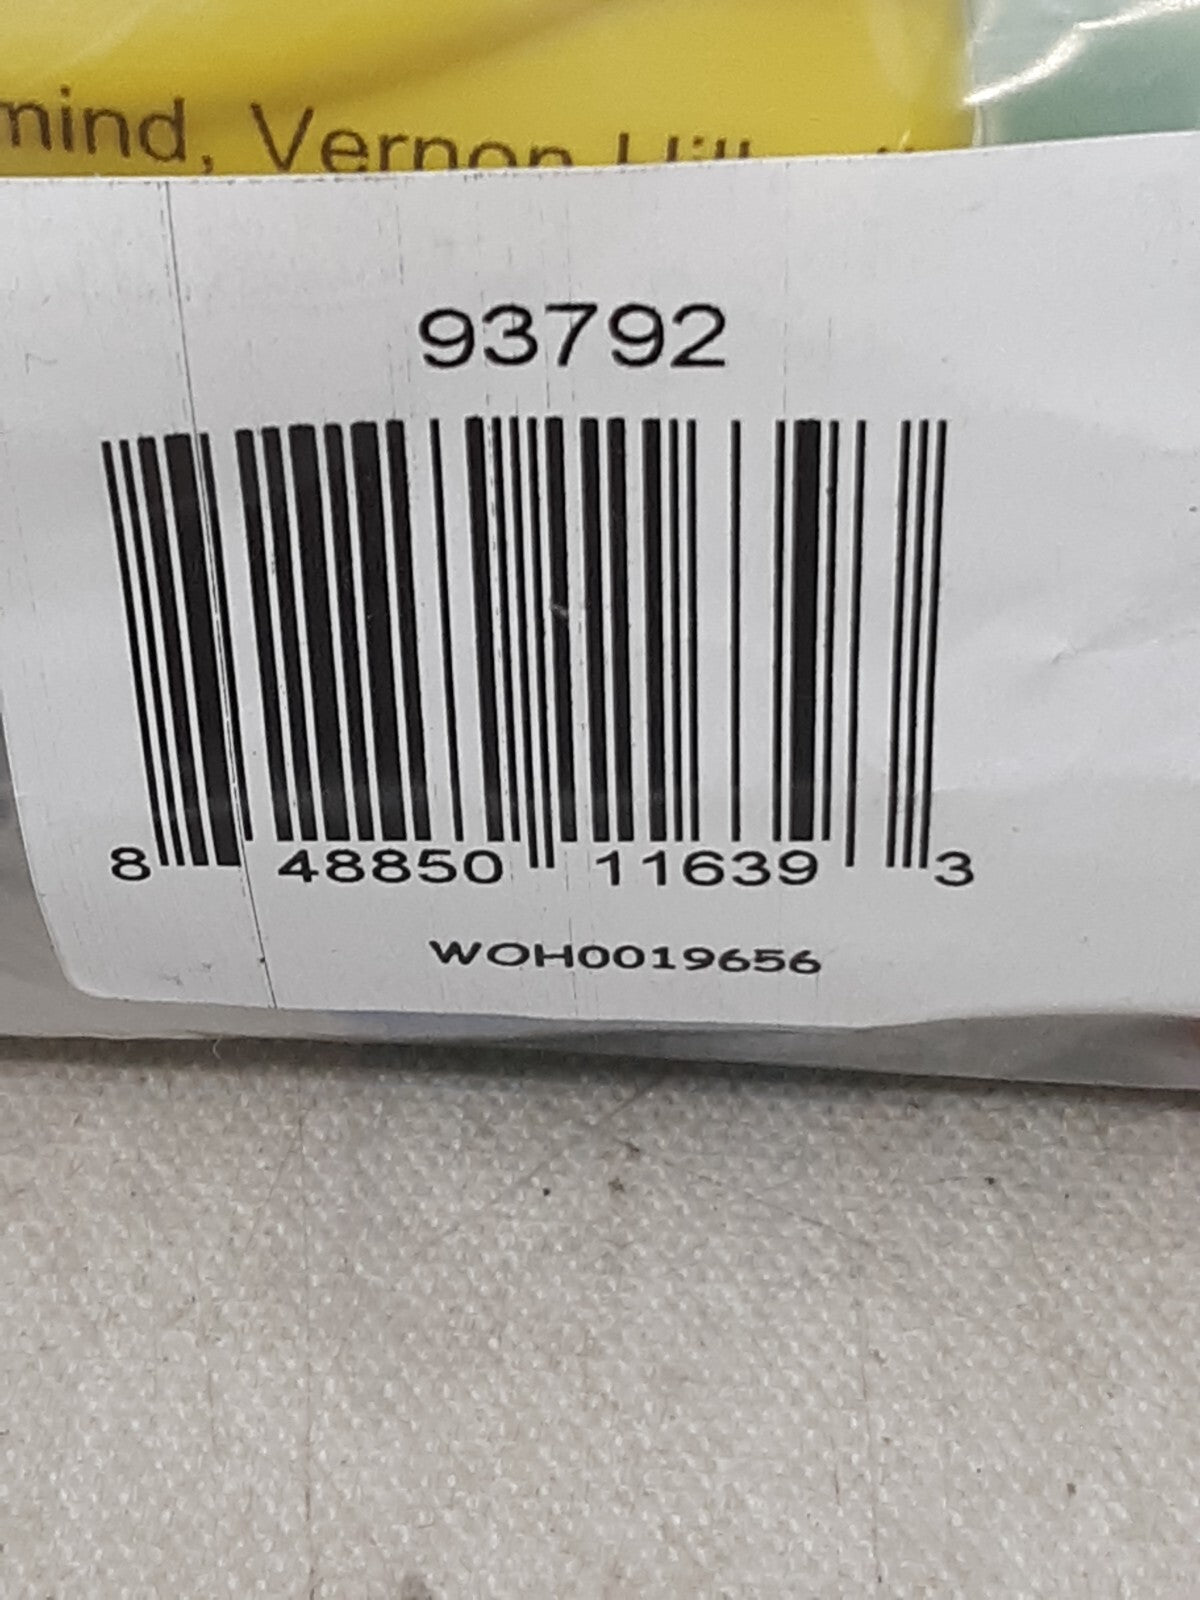 mind, Vernon
93792
8 48850 11639 3
WOH0019656